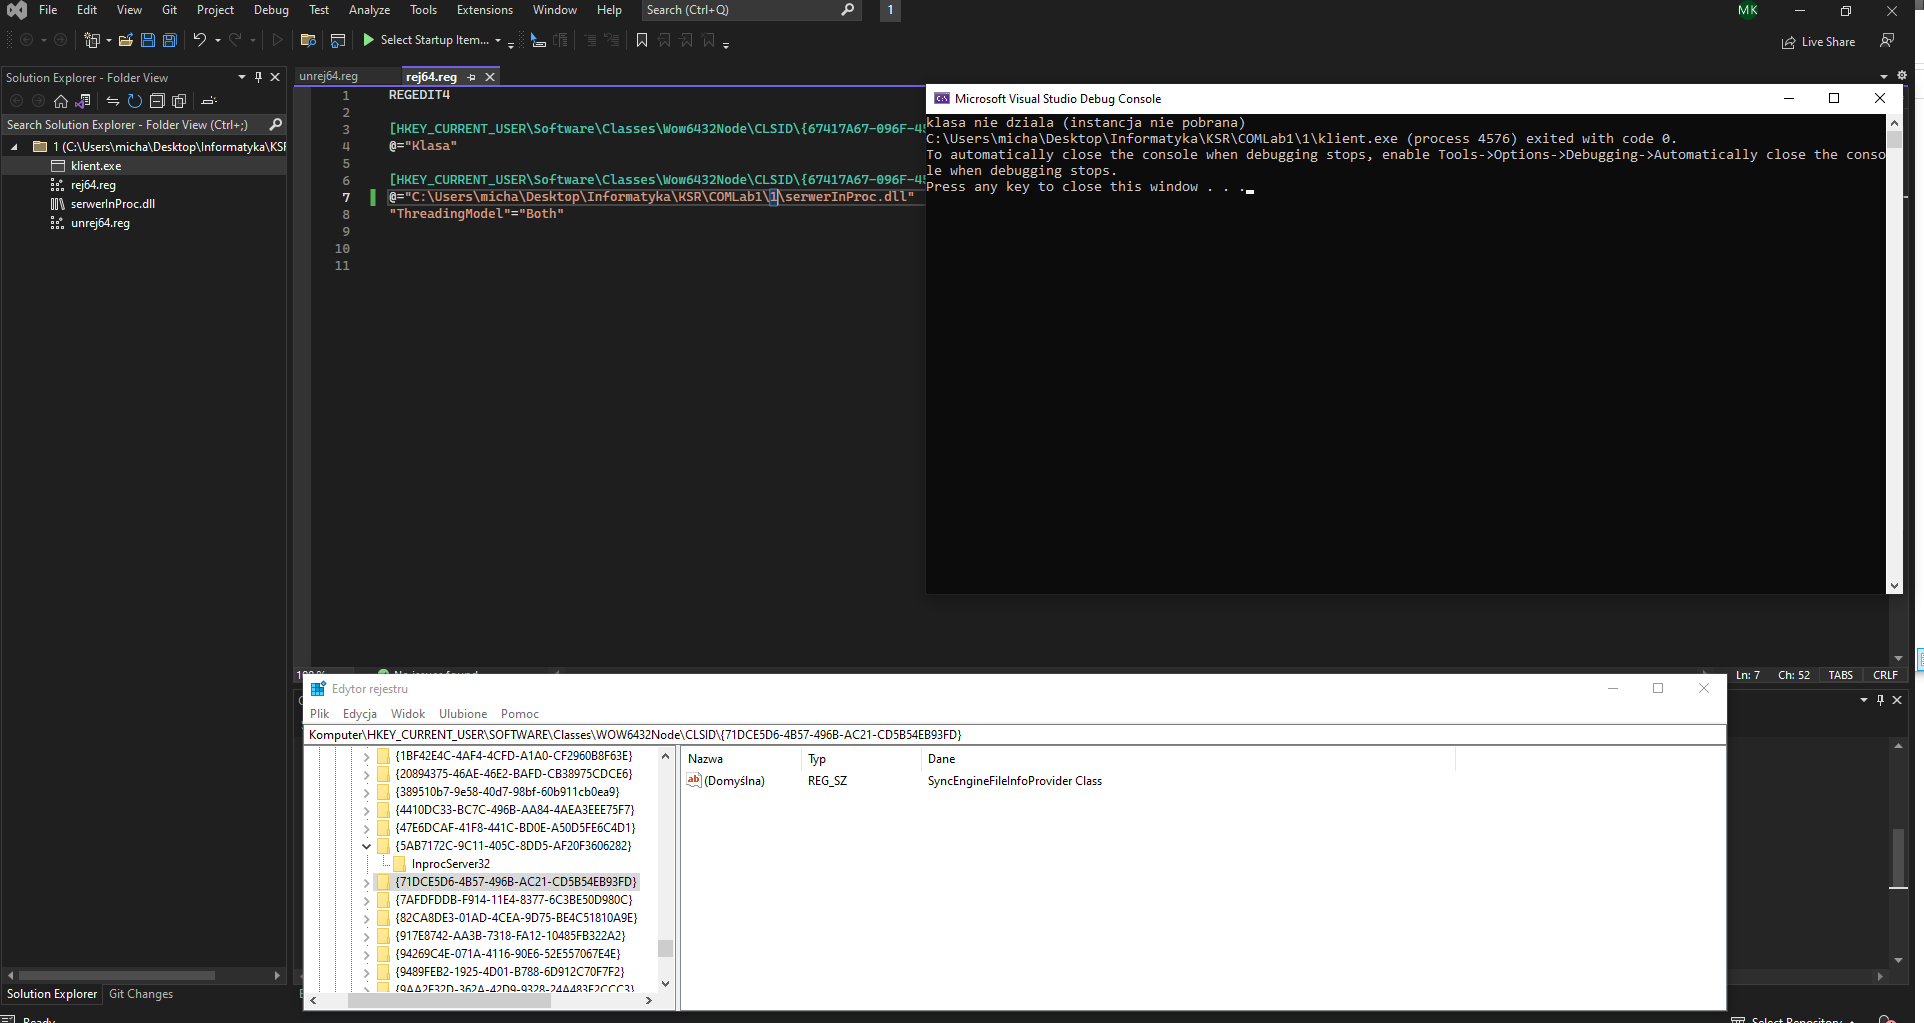 File Edit View Git Project Debug Test Analyze Tools Extensions Window Help Search (Ctrl+Q) 1 MK
Select Startup Item... Live Share
Solution Explorer - Folder View
Search Solution Explorer - Folder View (Ctrl+;)
1 (C:\Users\micha\Desktop\Informatyka\KSR
klient.exe
rej64.reg
serwerInProc.dll
unrej64.reg
unrej64.reg rej64.reg
1 REGEDIT4
2
3 [HKEY_CURRENT_USER\Software\Classes\Wow6432Node\CLSID\{67417A67-096F-4
4 @="Klasa"
5
6 [HKEY_CURRENT_USER\Software\Classes\Wow6432Node\CLSID\{67417A67-096F-4
7 @="C:\Users\micha\Desktop\Informatyka\KSR\COMLab1\1\serwerInProc.dll"
8 "ThreadingModel"="Both"
9
10
11
Microsoft Visual Studio Debug Console
klasa nie dziala (instancja nie pobrana)
C:\Users\micha\Desktop\Informatyka\KSR\COMLab1\1\klient.exe (process 4576) exited with code 0.
To automatically close the console when debugging stops, enable Tools->Options->Debugging->Automatically close the conso
le when debugging stops.
Press any key to close this window . . .
Ln: 7 Ch: 52 TABS CRLF
Edytor rejestru
Plik Edycja Widok Ulubione Pomoc
Komputer\HKEY_CURRENT_USER\SOFTWARE\Classes\WOW6432Node\CLSID\{71DCE5D6-4B57-496B-AC21-CD5B54EB93FD}
{1BF42E4C-4AF4-4CFD-A1A0-CF2960B8F63E}
{20894375-46AE-46E2-BAFD-CB38975CDCE6}
{389510b7-9e58-40d7-98bf-60b911cb0ea9}
{4410DC33-BC7C-496B-AA84-4AEA3EEE75F7}
{47E6DCAF-41F8-441C-BD0E-A50D5FE6C4D1}
{5AB7172C-9C11-405C-8DD5-AF20F3606282}
InprocServer32
{71DCE5D6-4B57-496B-AC21-CD5B54EB93FD}
{7AFDFDDB-F914-11E4-8377-6C3BE50D980C}
{82CA8DE3-01AD-4CEA-9D75-BE4C51810A9E}
{917E8742-AA3B-7318-FA12-10485FB322A2}
{94269C4E-071A-4116-90E6-52E557067E4E}
{9489FEB2-1925-4D01-B788-6D912C70F7F2}
{9AA2F32D-362A-42D9-9328-24A483F2CCC3}
Nazwa Typ Dane
(Domyślna) REG_SZ SyncEngineFileInfoProvider Class
Solution Explorer Git Changes
Ready Select Repository